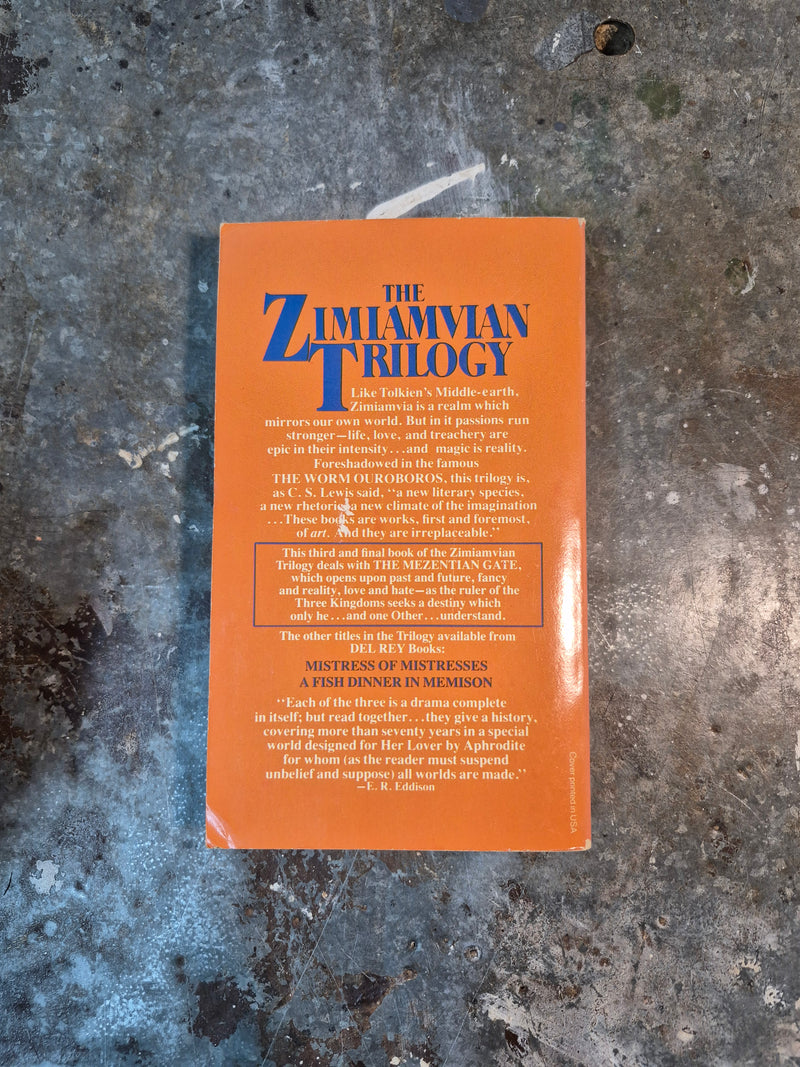 THE
ZIMIAMVIAN
TRILOGY
Like Tolkien's Middle-earth,
Zimiamvia is a realm which
mirrors our own world. But in it passions run
stronger—life, love, and treachery are
epic in their intensity...and magic is reality.
Foreshadowed in the famous
THE WORM OUROBOROS, this trilogy is,
as C. S. Lewis said, "a new literary species,
a new rhetoric, a new climate of the imagination
...These books are works, first and foremost,
of art. And they are irreplaceable."
This third and final book of the Zimiamvian
Trilogy deals with THE MEZENTIAN GATE,
which opens upon past and future, fancy
and reality, love and hate—as the ruler of the
Three Kingdoms seeks a destiny which
only he...and one Other...understand.
The other titles in the Trilogy available from
DEL REY Books:
MISTRESS OF MISTRESSES
A FISH DINNER IN MEMISON
"Each of the three is a drama complete
in itself; but read together...they give a history,
covering more than seventy years in a special
world designed for Her Lover by Aphrodite
for whom (as the reader must suspend
unbelief and suppose) all worlds are made."
—E. R. Eddison
Cover printed in USA